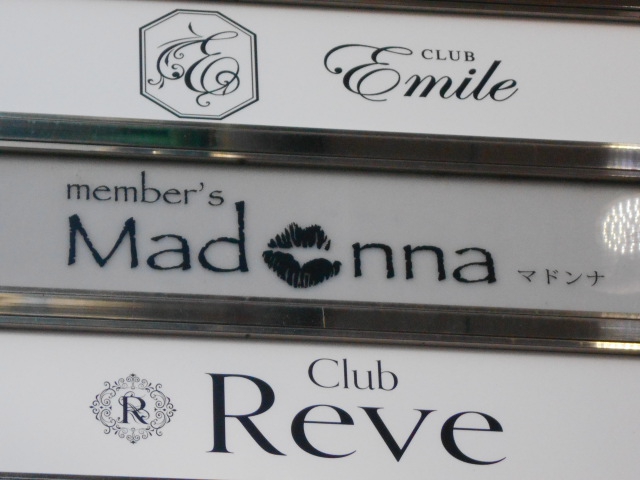 E
CLUB
Emile
member's
Madonna マドンナ
R
Club
Reve